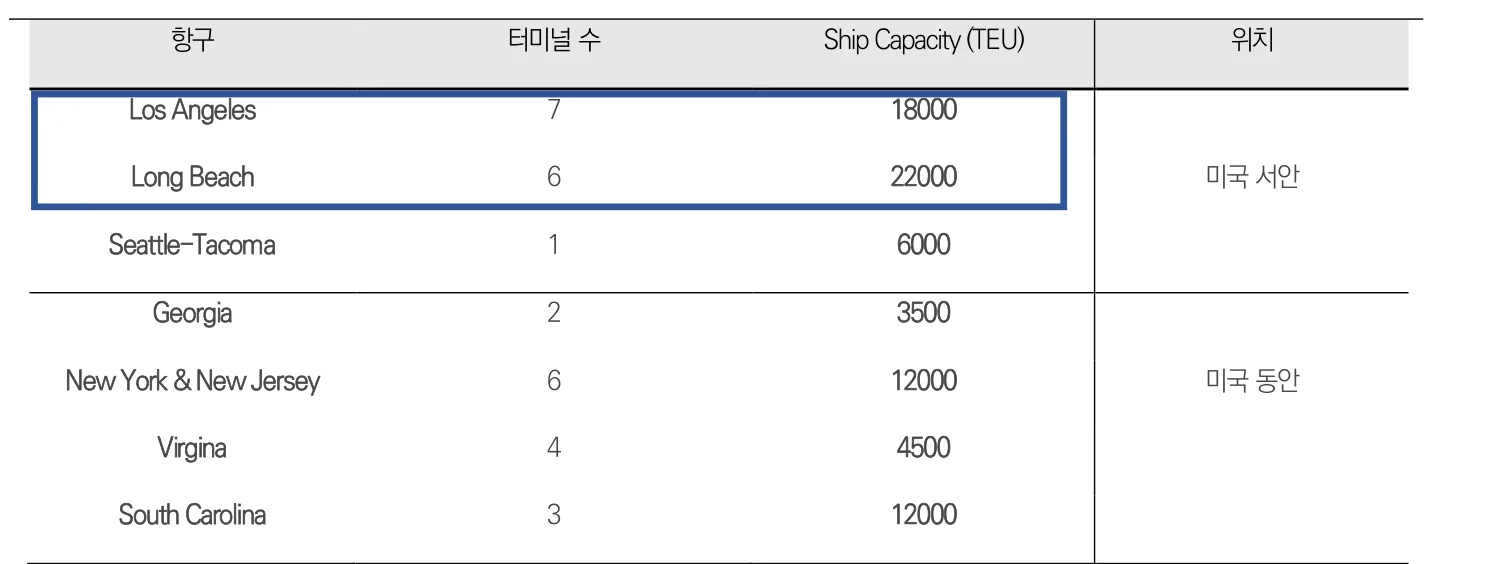 항구 터미널 수 Ship Capacity (TEU) 위치
Los Angeles 7 18000
Long Beach 6 22000 미국 서안
Seattle-Tacoma 1 6000
Georgia 2 3500
New York & New Jersey 6 12000 미국 동안
Virgina 4 4500
South Carolina 3 12000